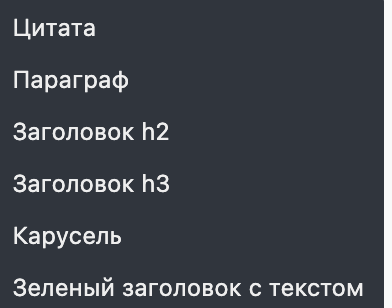 Цитата
Параграф
Заголовок h2
Заголовок h3
Карусель
Зеленый заголовок с текстом